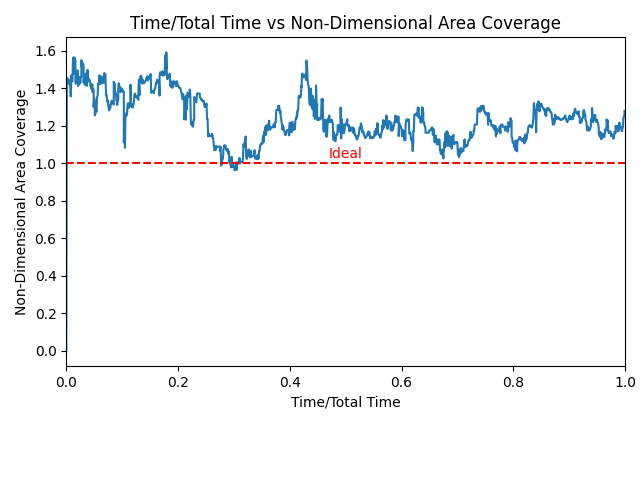 Time/Total Time vs Non-Dimensional Area Coverage
Non-Dimensional Area Coverage
1.6
1.4
1.2
1.0
0.8
0.6
0.4
0.2
0.0
Ideal
0.0 0.2 0.4 0.6 0.8 1.0
Time/Total Time